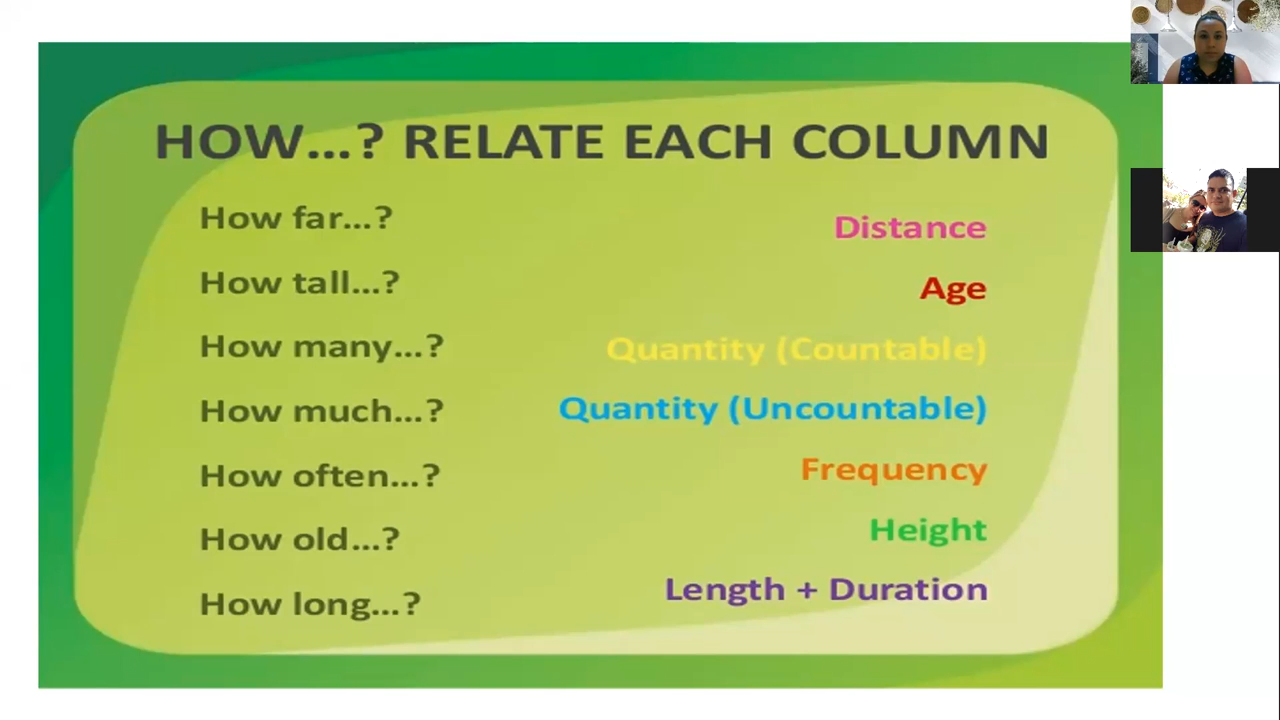 HOW...? RELATE EACH COLUMN
How far...?
Distance
How tall...?
Age
How many...?
Quantity (Countable)
How much...?
Quantity (Uncountable)
How often...?
Frequency
How old...?
Height
How long...?
Length + Duration